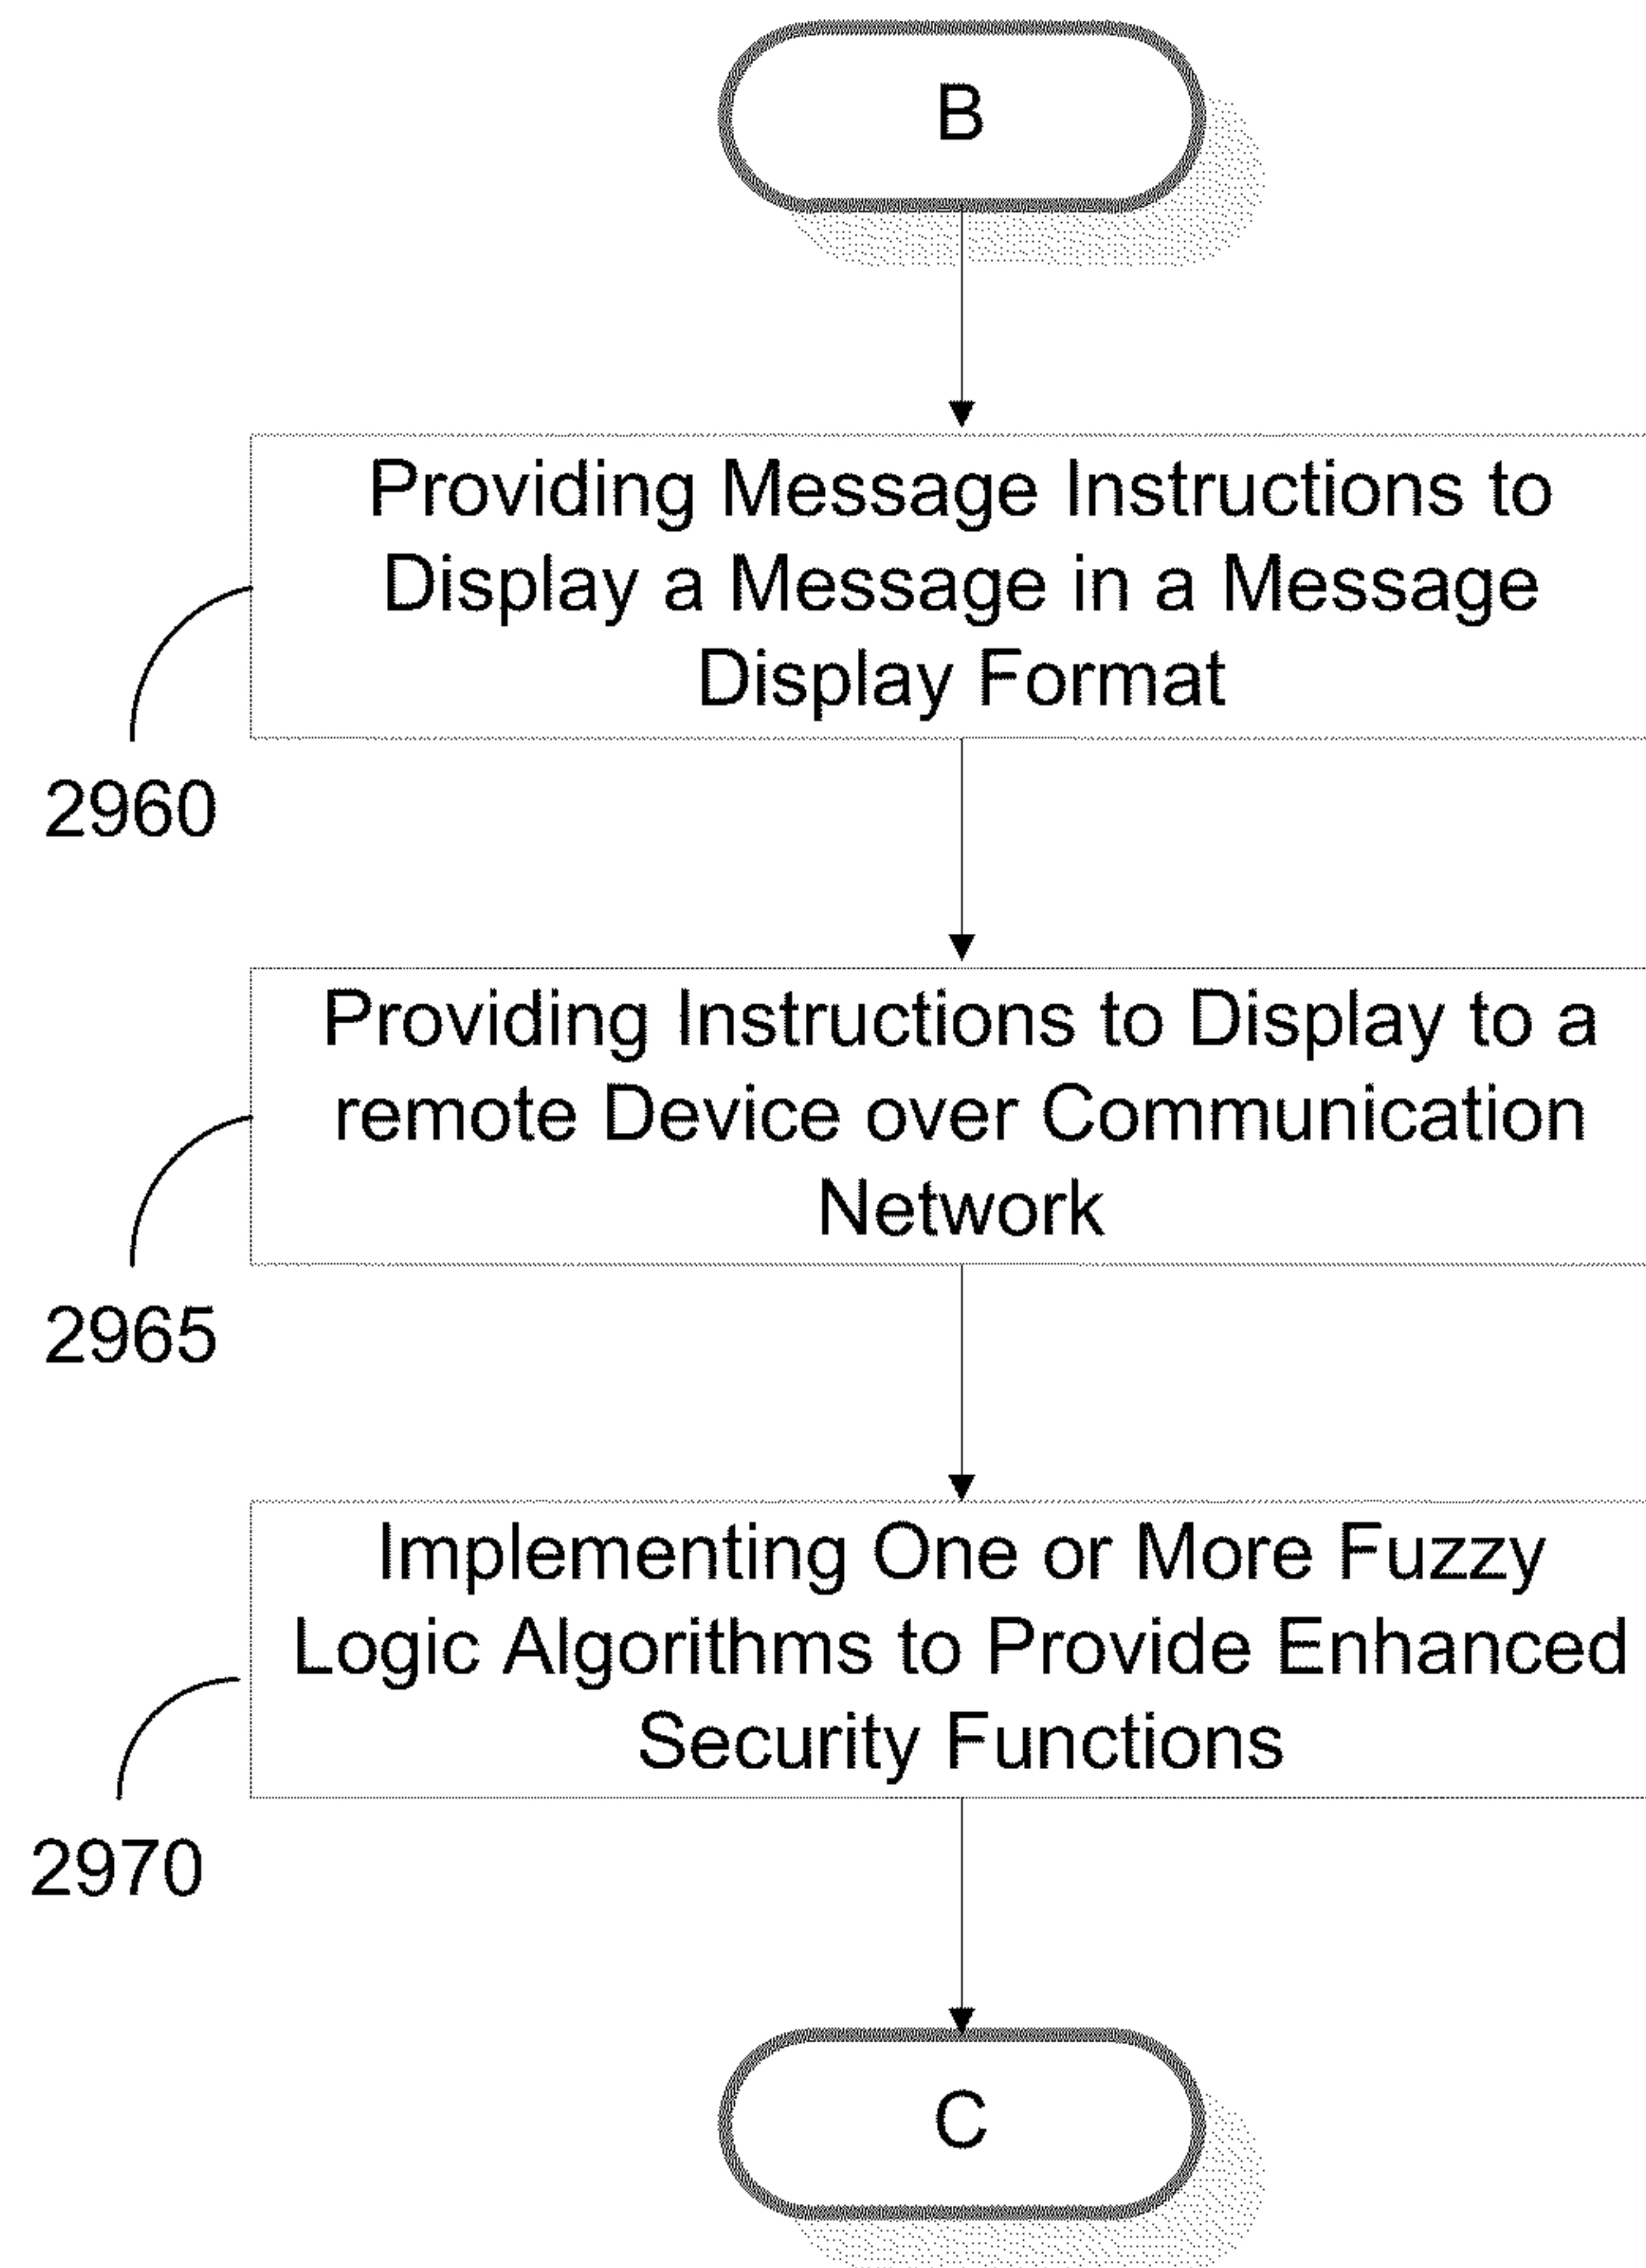 B
Providing Message Instructions to
Display a Message in a Message
Display Format
2960
Providing Instructions to Display to a
remote Device over Communication
Network
2965
Implementing One or More Fuzzy
Logic Algorithms to Provide Enhanced
Security Functions
2970
C